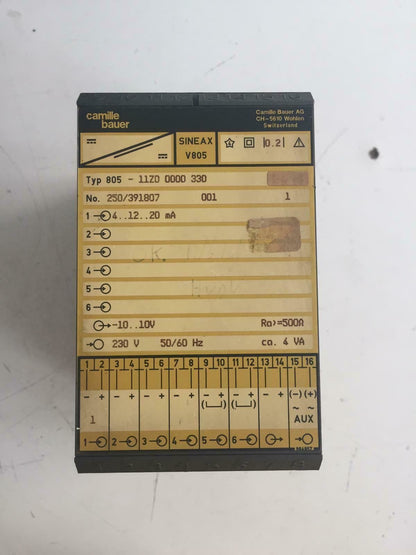 camille
bauer
Camille Bauer AG
CH-5610 Wohlen
Switzerland
SINEAX
V805
0.2
Typ 805 - 11Z0 0000 330
No. 250/391807 001 1
1 4..12..20 mA
2
3
4
5
6
-10..10V Ra>=500Ω
230 V 50/60 Hz ca. 4 VA
1 2 3 4 5 6 7 8 9 10 11 12 13 14 15 16
- + - + - + - + - + - + - + (-) (+)
~ ~
1 AUX
1 2 3 4 5 6